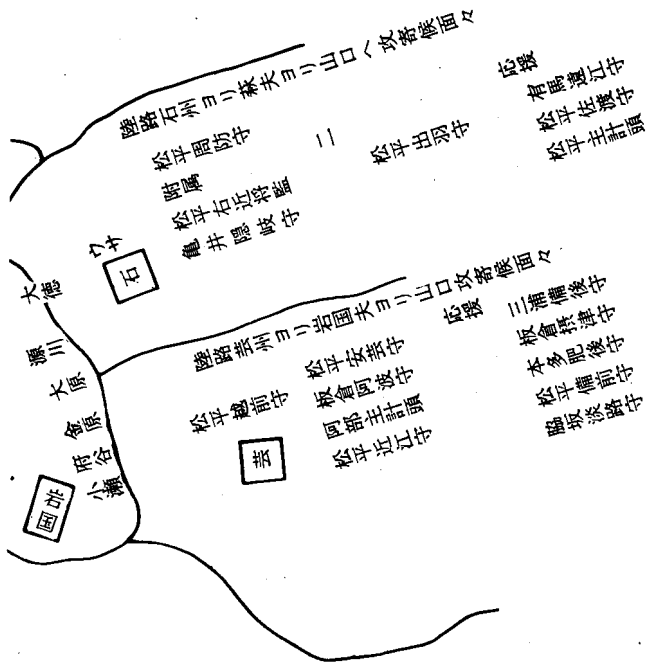 陸路石州ヨリ萩夫ヨリ山口ヘ攻寄候面々
松平周防守
附属
松平右近将監
亀井隠岐守
二
松平出羽守
応援
有馬遠江守
松平佐渡守
松平主計頭
ウサ
石
大徳
瀬川
大原
金原
府谷
小瀬
岩国
陸路芸州ヨリ岩国夫ヨリ山口攻寄候面々
松平越前守
松平安芸守
板倉阿波守
阿部主計頭
松平近江守
芸
応援
三浦備後守
板倉摂津守
本多肥後守
松平備前守
脇坂淡路守